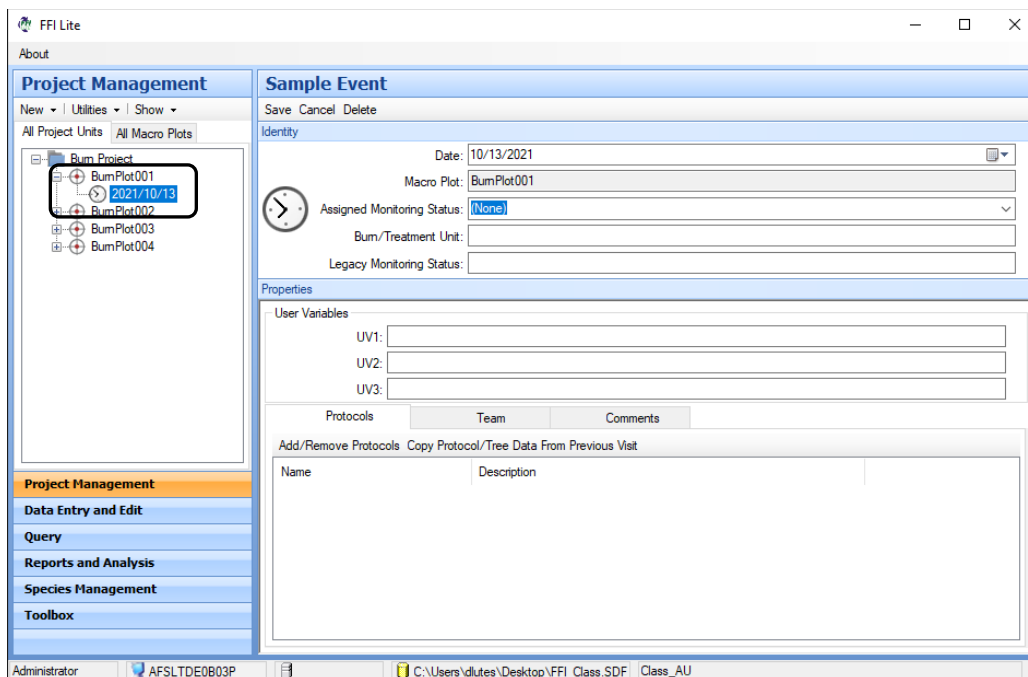 FFI Lite
About
Project Management
New Utilities Show
All Project Units All Macro Plots
Burn Project
BurnPlot001
2021/10/13
BurnPlot002
BurnPlot003
BurnPlot004
Project Management
Data Entry and Edit
Query
Reports and Analysis
Species Management
Toolbox
Sample Event
Save Cancel Delete
Identity
Date: 10/13/2021
Macro Plot: BurnPlot001
Assigned Monitoring Status: (None)
Burn/Treatment Unit:
Legacy Monitoring Status:
Properties
User Variables
UV1:
UV2:
UV3:
Protocols Team Comments
Add/Remove Protocols Copy Protocol/Tree Data From Previous Visit
Name Description
Administrator AFSLTDE0B03P C:\Users\dlutes\Desktop\FFI_Class.SDF Class_AU